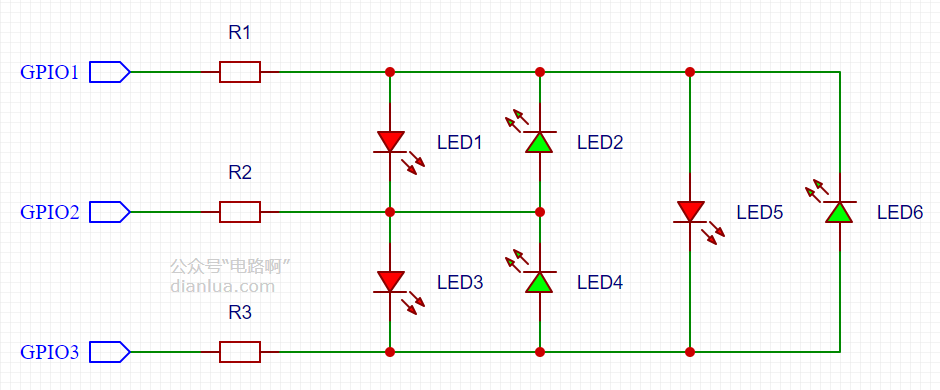 R1
GPIO1
LED1
LED2
R2
GPIO2
LED5
LED6
公众号“电路啊”
dianlua.com
LED3
LED4
R3
GPIO3